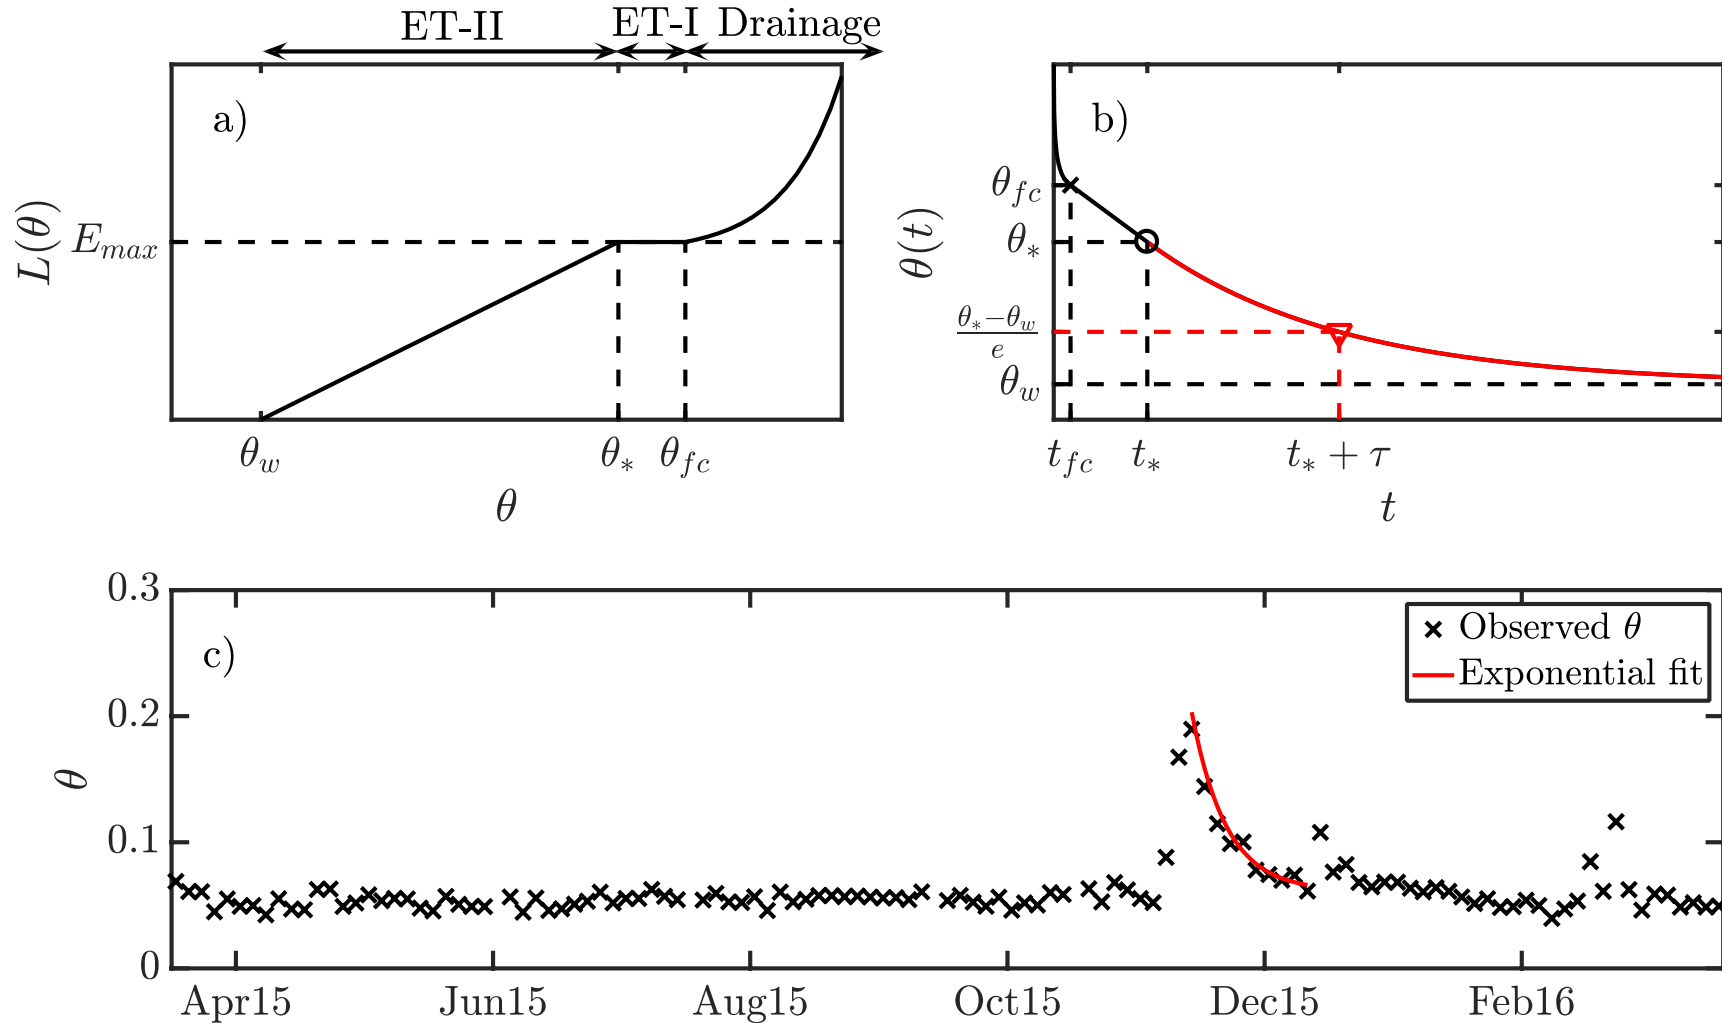 ET-II ET-I Drainage
a)
L(θ)
E_max
θ_w θ_* θ_fc
θ
b)
θ(t)
θ_fc
θ_*
θ_*−θ_w
e
θ_w
t_fc t_* t_* + τ
t
c)
θ
0.3
0.2
0.1
0
Observed θ
Exponential fit
Apr15 Jun15 Aug15 Oct15 Dec15 Feb16